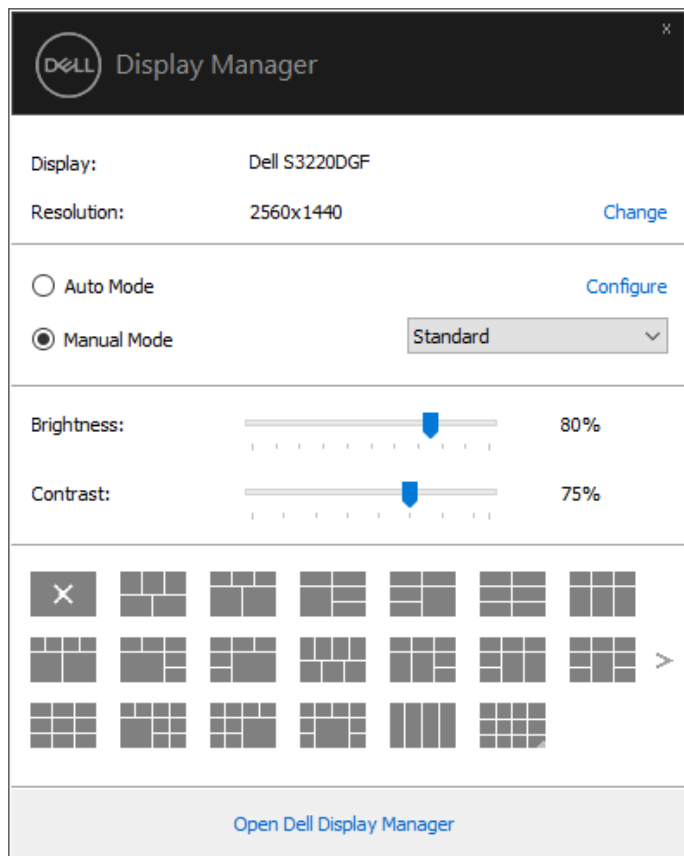 DELL Display Manager
x
Display: Dell S3220DGF
Resolution: 2560x1440 Change
Auto Mode Configure
Manual Mode Standard
Brightness: 80%
Contrast: 75%
Open Dell Display Manager